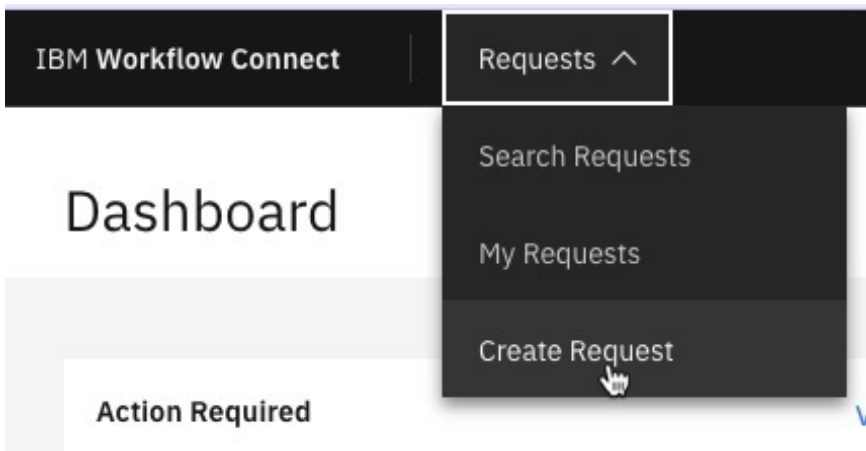 IBM Workflow Connect
Requests
Search Requests
My Requests
Create Request
Dashboard
Action Required